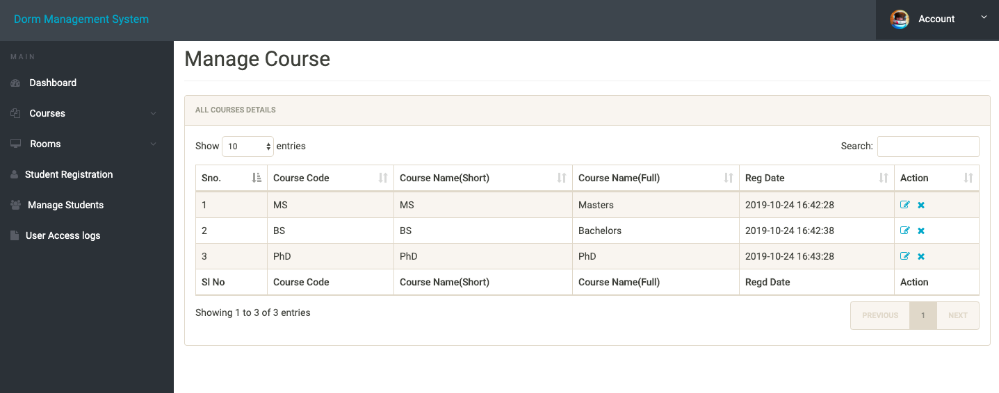 Dorm Management System
Account
MAIN
Dashboard
Courses
Rooms
Student Registration
Manage Students
User Access logs
Manage Course
ALL COURSES DETAILS
Show 10 entries
Search:
Sno. Course Code Course Name(Short) Course Name(Full) Reg Date Action
1 MS MS Masters 2019-10-24 16:42:28
2 BS BS Bachelors 2019-10-24 16:42:38
3 PhD PhD PhD 2019-10-24 16:43:28
Sl No Course Code Course Name(Short) Course Name(Full) Regd Date Action
Showing 1 to 3 of 3 entries
PREVIOUS 1 NEXT